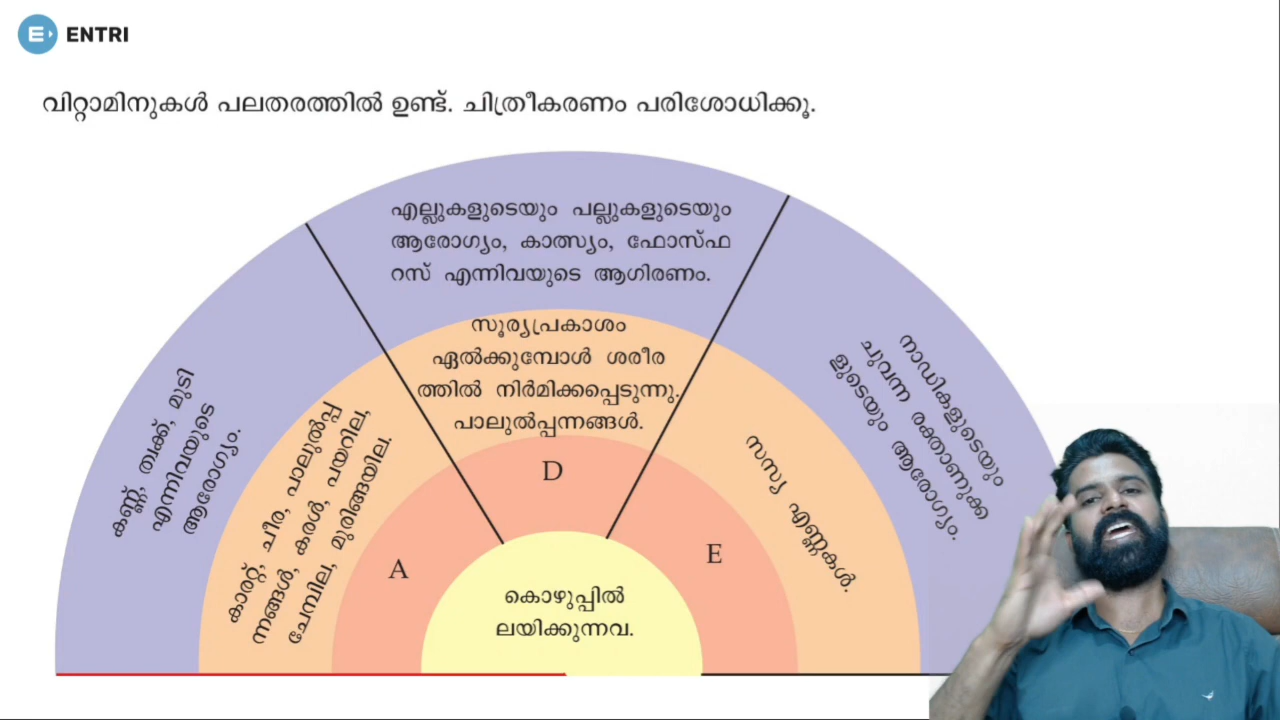 ENTRI
വിറ്റാമിനുകൾ പലതരത്തിൽ ഉണ്ട്. ചിത്രീകരണം പരിശോധിക്കൂ.
എല്ലുകളുടെയും പല്ലുകളുടെയും
ആരോഗ്യം, കാത്സ്യം, ഫോസ്ഫ
റസ് എന്നിവയുടെ ആഗിരണം.
സൂര്യപ്രകാശം
ഏൽക്കുമ്പോൾ ശരീര
ത്തിൽ നിർമിക്കപ്പെടുന്നു.
പാലുൽപ്പന്നങ്ങൾ.
D
കണ്ണ്, ത്വക്ക്, മുടി
എന്നിവയുടെ
ആരോഗ്യം.
കാരറ്റ്, ചീര, പാലുൽപ്പ
ന്നങ്ങൾ, കരൾ, പയറില,
ചേമ്പില, മുരിങ്ങയില.
A
നാഡികളുടെയും
ചുവന്ന രക്താണുക്ക
ളുടെയും ആരോഗ്യം.
സസ്യ എണ്ണകൾ.
E
കൊഴുപ്പിൽ
ലയിക്കുന്നവ.